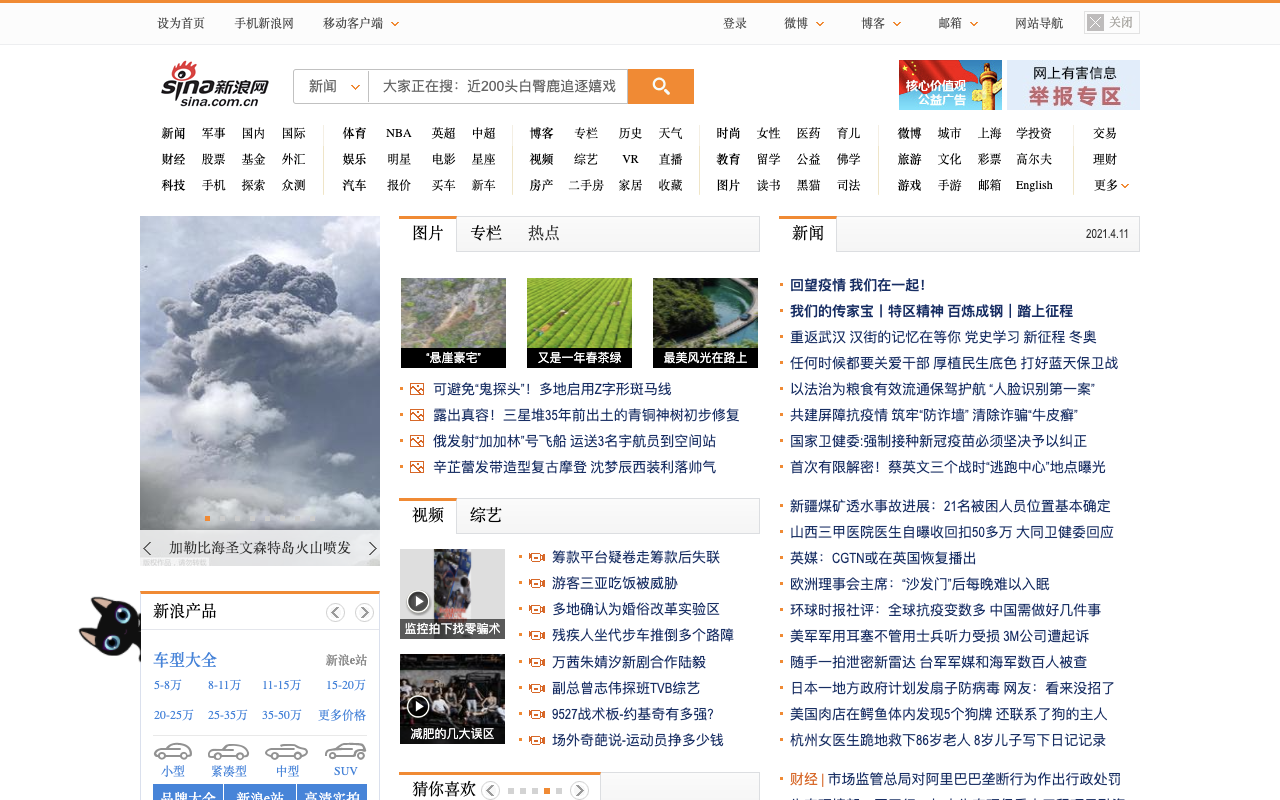 设为首页 手机新浪网 移动客户端 登录 微博 博客 邮箱 网站导航 关闭
sina新浪网
sina.com.cn
新闻 大家正在搜：近200头白臀鹿追逐嬉戏
核心价值观
公益广告
网上有害信息
举报专区
新闻 军事 国内 国际 体育 NBA 英超 中超 博客 专栏 历史 天气 时尚 女性 医药 育儿 微博 城市 上海 学投资 交易
财经 股票 基金 外汇 娱乐 明星 电影 星座 视频 综艺 VR 直播 教育 留学 公益 佛学 旅游 文化 彩票 高尔夫 理财
科技 手机 探索 众测 汽车 报价 买车 新车 房产 二手房 家居 收藏 图片 读书 黑猫 司法 游戏 手游 邮箱 English 更多
加勒比海圣文森特岛火山喷发
新浪产品
车型大全 新浪e站
5-8万 8-11万 11-15万 15-20万
20-25万 25-35万 35-50万 更多价格
小型 紧凑型 中型 SUV
品牌大全 新浪e站 高清实拍
图片 专栏 热点
“悬崖豪宅” 又是一年春茶绿 最美风光在路上
可避免“鬼探头”！多地启用Z字形斑马线
露出真容！三星堆35年前出土的青铜神树初步修复
俄发射“加加林”号飞船 运送3名宇航员到空间站
辛芷蕾发带造型复古摩登 沈梦辰西装利落帅气
视频 综艺
监控拍下找零骗术
减肥的几大误区
筹款平台疑卷走筹款后失联
游客三亚吃饭被威胁
多地确认为婚俗改革实验区
残疾人坐代步车推倒多个路障
万茜朱婧汐新剧合作陆毅
副总曾志伟探班TVB综艺
9527战术板-约基奇有多强?
场外奇葩说-运动员挣多少钱
猜你喜欢
新闻 2021.4.11
回望疫情 我们在一起！
我们的传家宝丨特区精神 百炼成钢丨踏上征程
重返武汉 汉街的记忆在等你 党史学习 新征程 冬奥
任何时候都要关爱干部 厚植民生底色 打好蓝天保卫战
以法治为粮食有效流通保驾护航 “人脸识别第一案”
共建屏障抗疫情 筑牢“防诈墙” 清除诈骗“牛皮癣”
国家卫健委:强制接种新冠疫苗必须坚决予以纠正
首次有限解密！蔡英文三个战时“逃跑中心”地点曝光
新疆煤矿透水事故进展：21名被困人员位置基本确定
山西三甲医院医生自曝收回扣50多万 大同卫健委回应
英媒：CGTN或在英国恢复播出
欧洲理事会主席：“沙发门”后每晚难以入眠
环球时报社评：全球抗疫变数多 中国需做好几件事
美军军用耳塞不管用士兵听力受损 3M公司遭起诉
随手一拍泄密新雷达 台军军媒和海军数百人被查
日本一地方政府计划发扇子防病毒 网友：看来没招了
美国肉店在鳄鱼体内发现5个狗牌 还联系了狗的主人
杭州女医生跪地救下86岁老人 8岁儿子写下日记记录
财经 | 市场监管总局对阿里巴巴垄断行为作出行政处罚